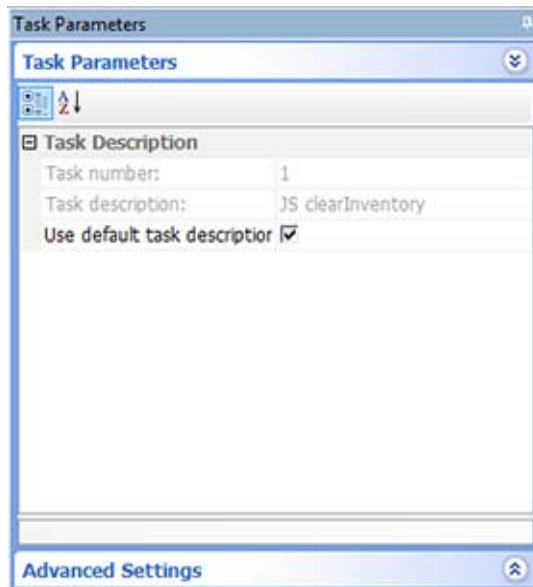 Task Parameters
Task Parameters
Task Description
Task number: 1
Task description: JS clearInventory
Use default task descriptior
Advanced Settings